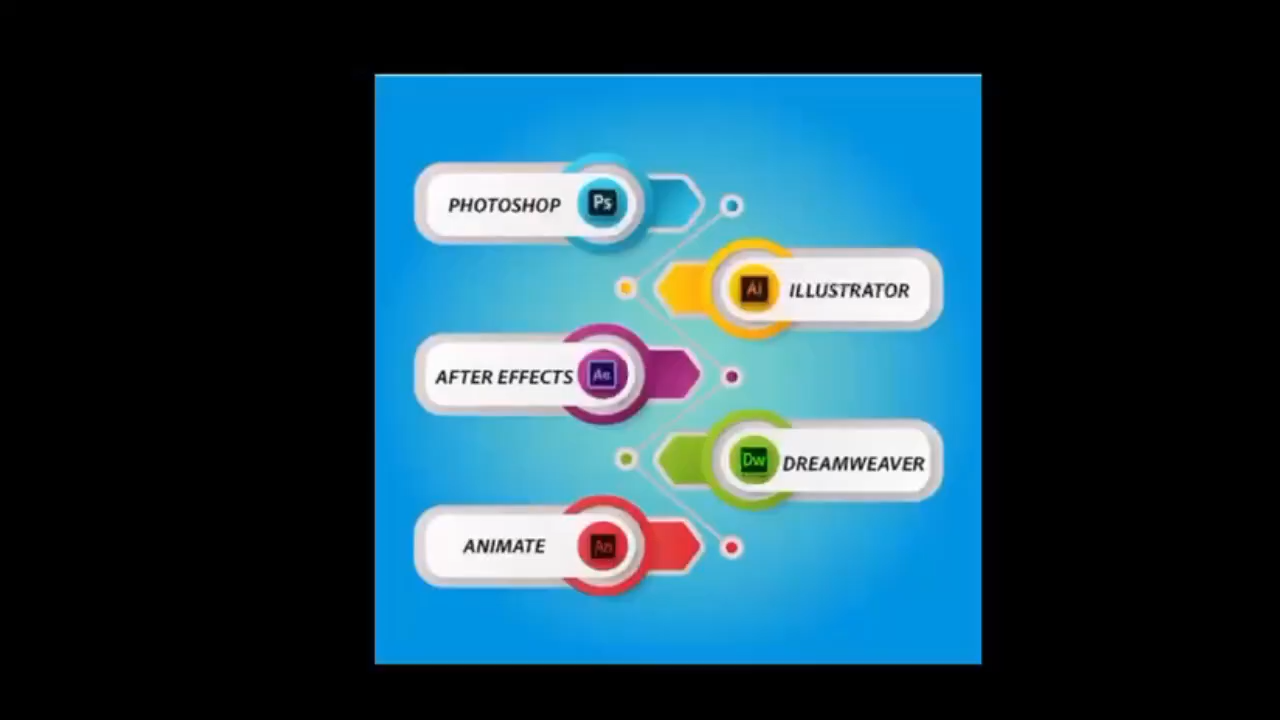 PHOTOSHOP Ps
Ai ILLUSTRATOR
AFTER EFFECTS Ae
Dw DREAMWEAVER
ANIMATE An